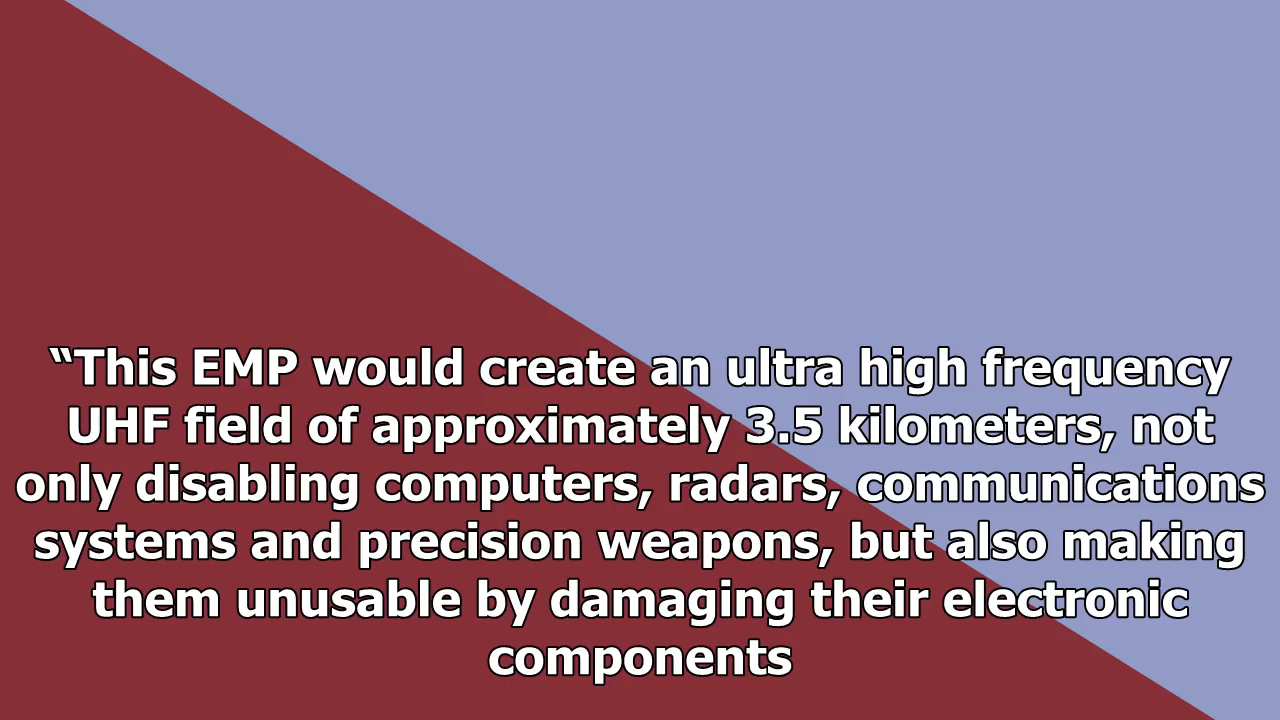 “This EMP would create an ultra high frequency
UHF field of approximately 3.5 kilometers, not
only disabling computers, radars, communications
systems and precision weapons, but also making
them unusable by damaging their electronic
components